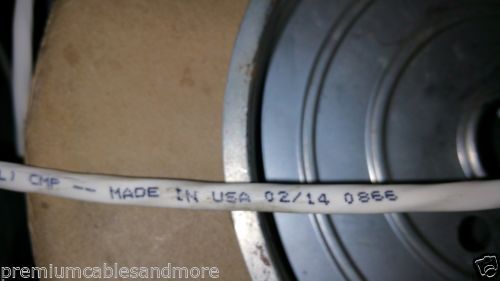 L) CMP -- MADE IN USA 02/14 0866
premiumcablesandmore